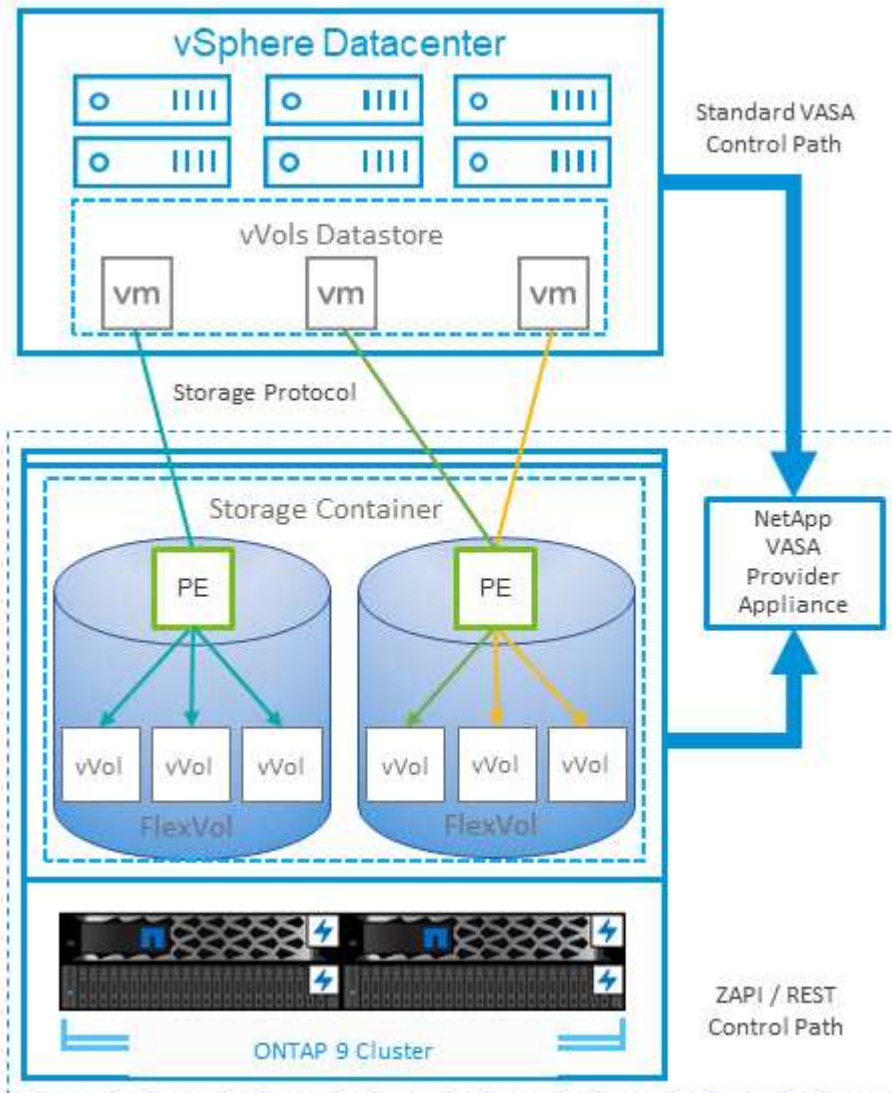 vSphere Datacenter
Standard VASA
Control Path
vVols Datastore
vm vm vm
Storage Protocol
Storage Container
NetApp
VASA
Provider
Appliance
PE PE
vVol vVol vVol vVol vVol vVol
FlexVol FlexVol
ZAPI / REST
Control Path
ONTAP 9 Cluster